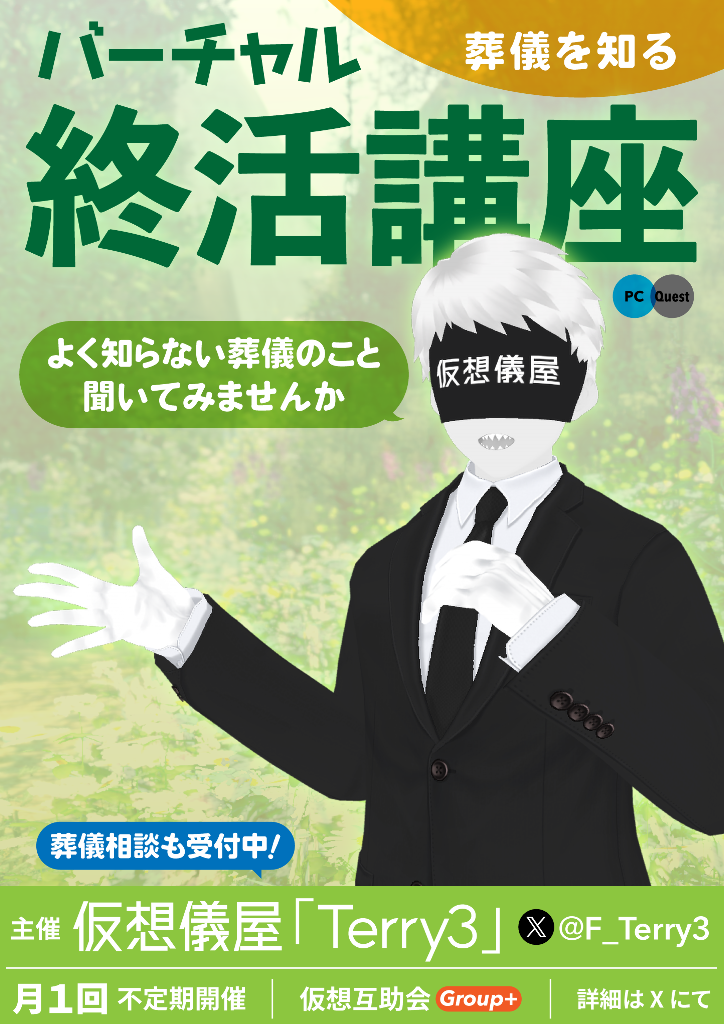 バーチャル
葬儀を知る
終活講座
PC Quest
仮想儀屋
よく知らない葬儀のこと
聞いてみませんか
葬儀相談も受付中!
主催 仮想儀屋「Terry3」 X @F_Terry3
月1回 不定期開催 仮想互助会 Group+ 詳細は X にて